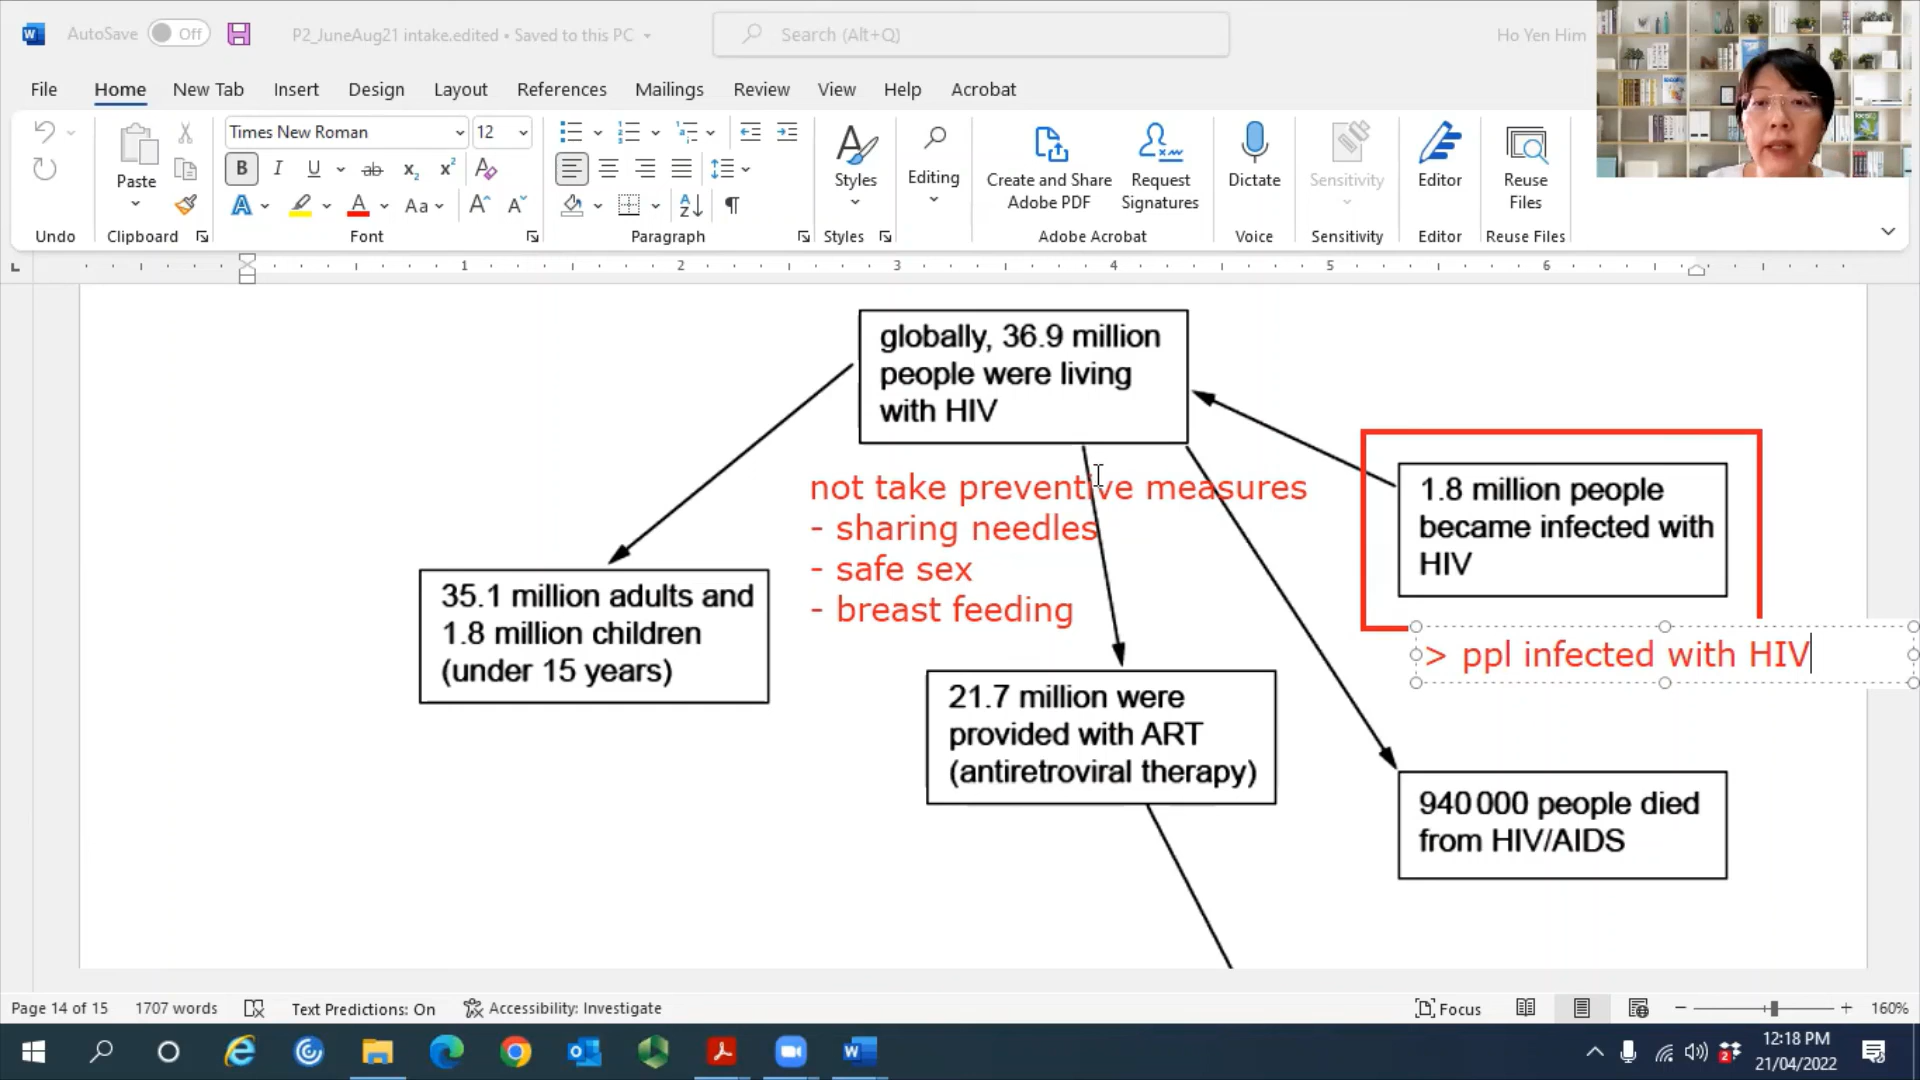 AutoSave Off P2_JuneAug21 intake.edited • Saved to this PC Search (Alt+Q) Ho Yen Him
File Home New Tab Insert Design Layout References Mailings Review View Help Acrobat
Times New Roman 12
Paste
Styles
Editing
Create and Share
Adobe PDF
Request
Signatures
Dictate
Sensitivity
Editor
Reuse
Files
Undo Clipboard Font Paragraph Styles Adobe Acrobat Voice Sensitivity Editor Reuse Files
1 2 3 4 5 6
globally, 36.9 million
people were living
with HIV
not take preventive measures
- sharing needles
- safe sex
- breast feeding
1.8 million people
became infected with
HIV
> ppl infected with HIV
35.1 million adults and
1.8 million children
(under 15 years)
21.7 million were
provided with ART
(antiretroviral therapy)
940 000 people died
from HIV/AIDS
Page 14 of 15 1707 words Text Predictions: On Accessibility: Investigate Focus 160%
12:18 PM
21/04/2022